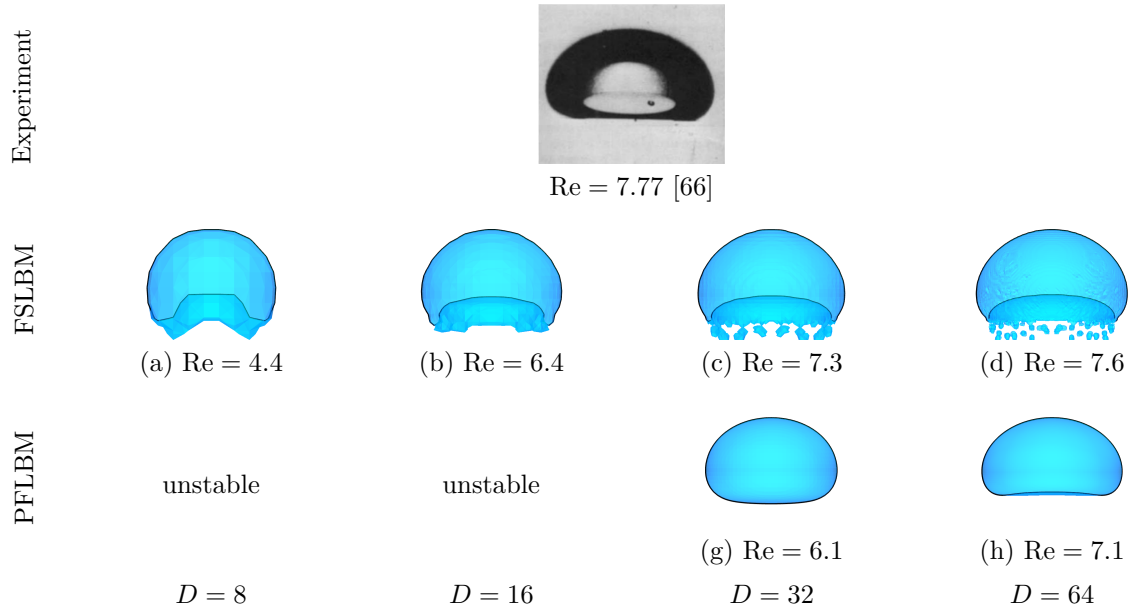 Experiment
Re = 7.77 [66]
FSLBM
(a) Re = 4.4
(b) Re = 6.4
(c) Re = 7.3
(d) Re = 7.6
PFLBM
unstable
unstable
(g) Re = 6.1
(h) Re = 7.1
D = 8
D = 16
D = 32
D = 64